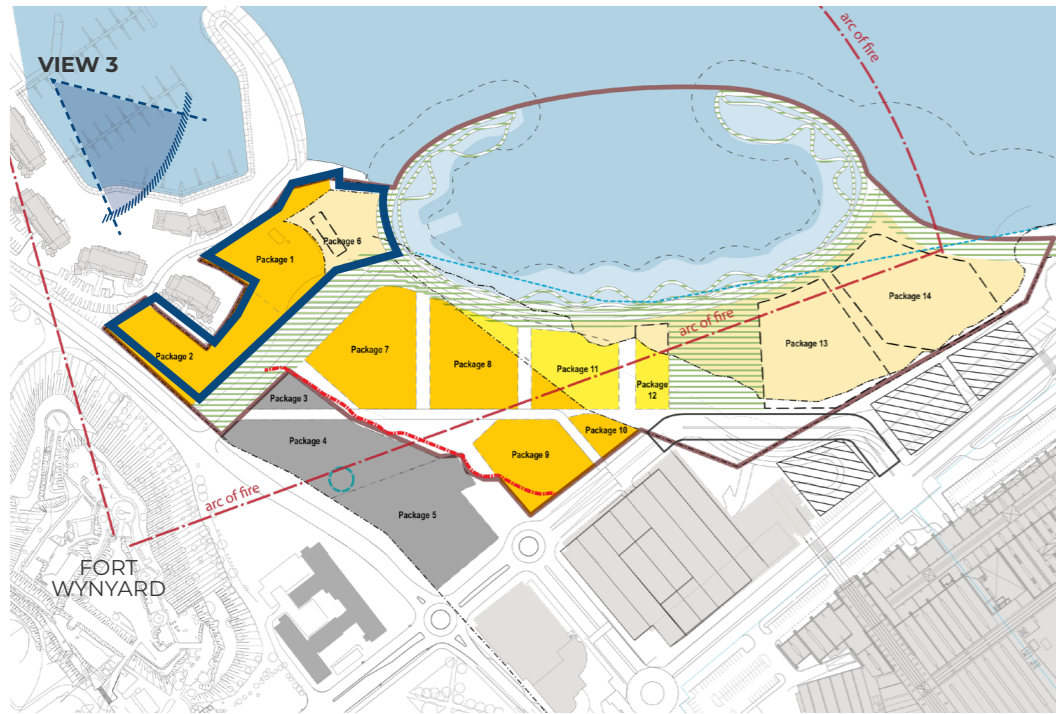 VIEW 3
arc of fire
Package 1
Package 6
Package 2
Package 7
Package 8
Package 11
Package
12
arc of fire
Package 13
Package 14
Package 3
Package 4
Package 9
Package 10
arc of fire
Package 5
FORT
WYNYARD